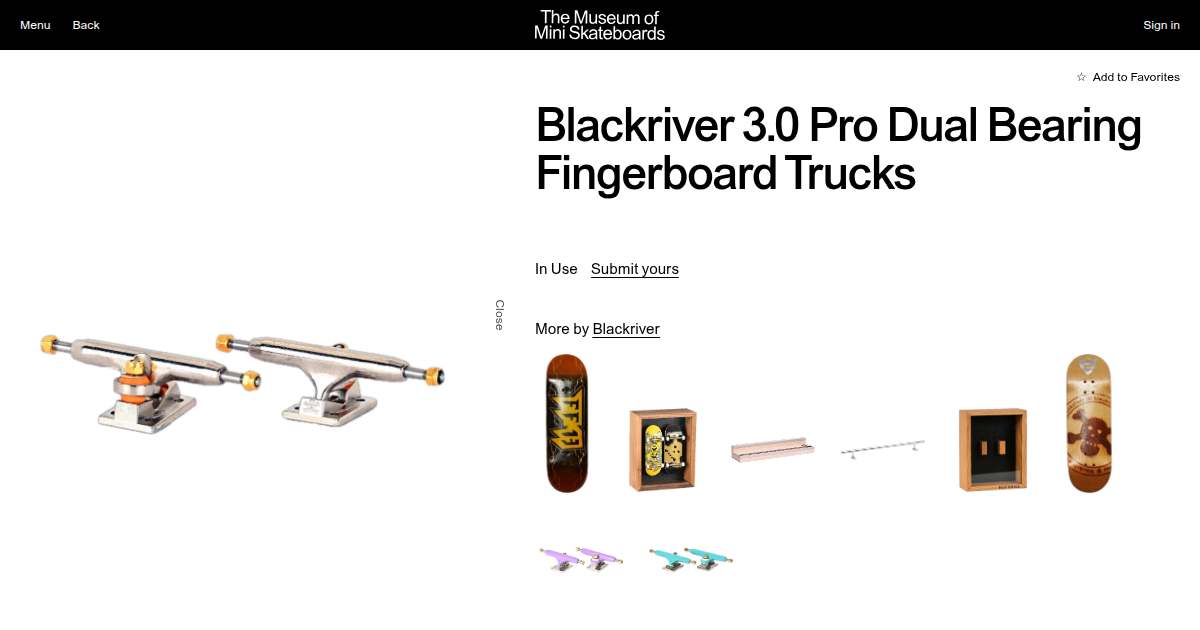 Menu
Back
The Museum of
Mini Skateboards
Sign in
☆ Add to Favorites
Blackriver 3.0 Pro Dual Bearing
Fingerboard Trucks
In Use
Submit yours
Close
More by Blackriver